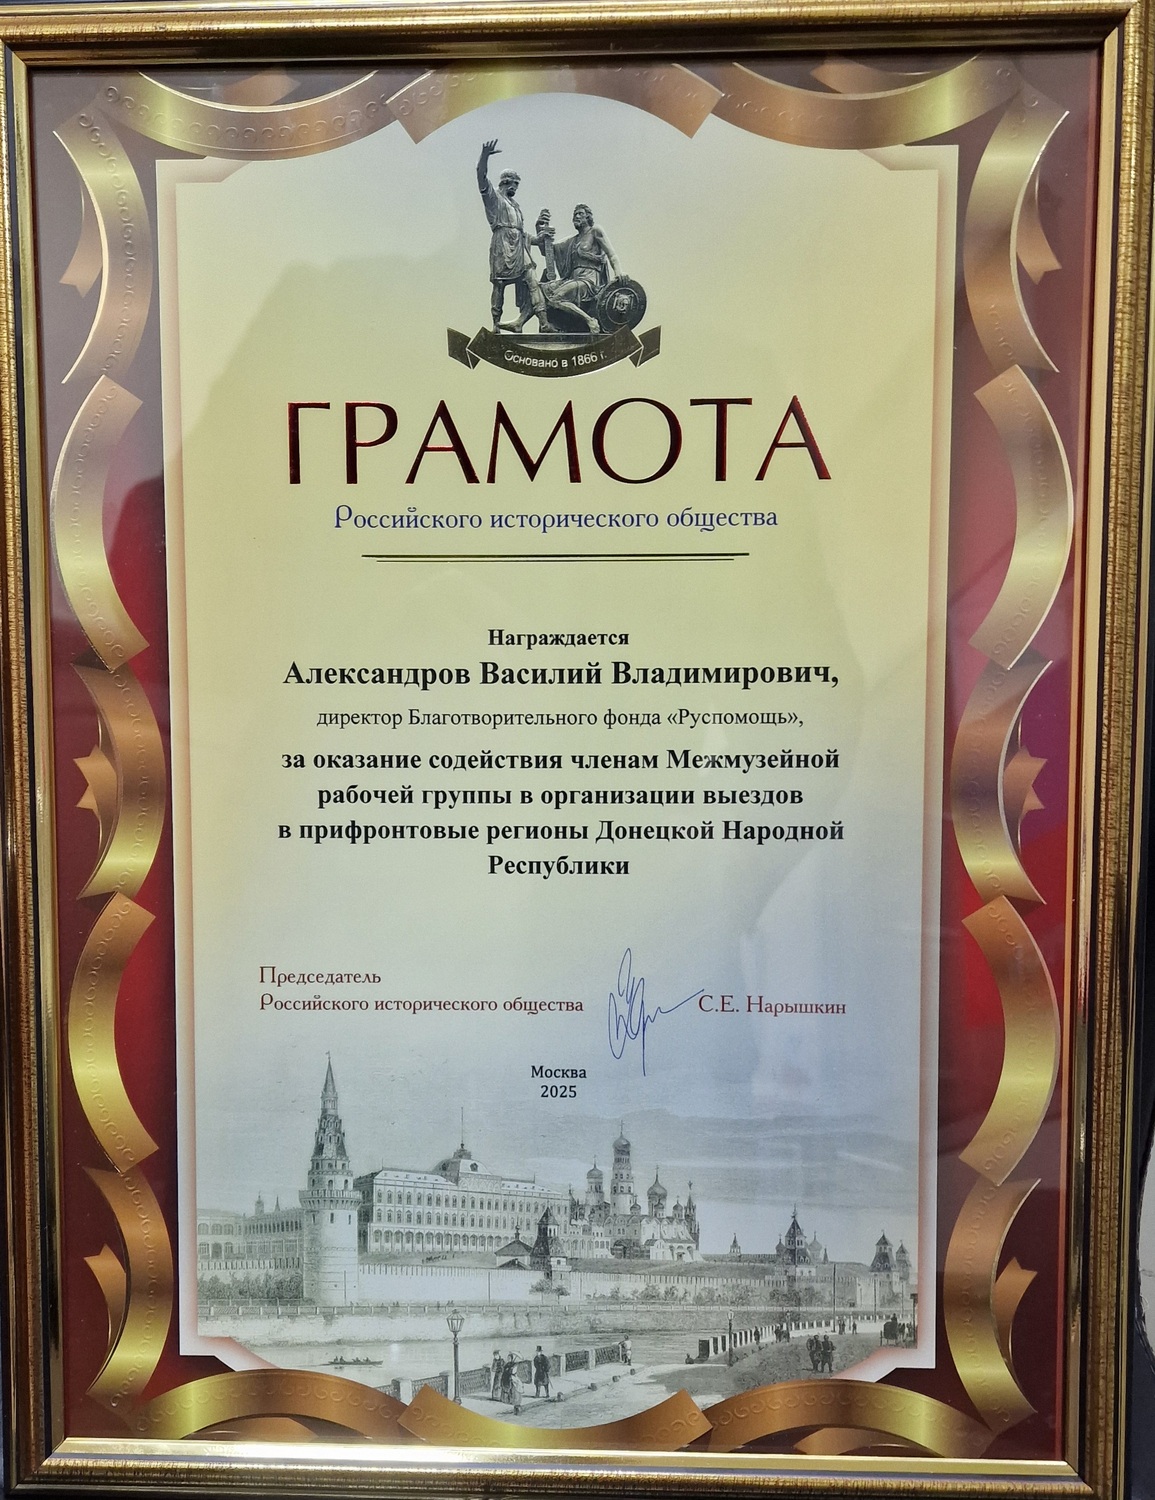 Основано в 1866 г.
ГРАМОТА
Российского исторического общества
Награждается
Александров Василий Владимирович,
директор Благотворительного фонда «Руспомощь»,
за оказание содействия членам Межмузейной
рабочей группы в организации выездов
в прифронтовые регионы Донецкой Народной
Республики
Председатель
Российского исторического общества С.Е. Нарышкин
Москва
2025